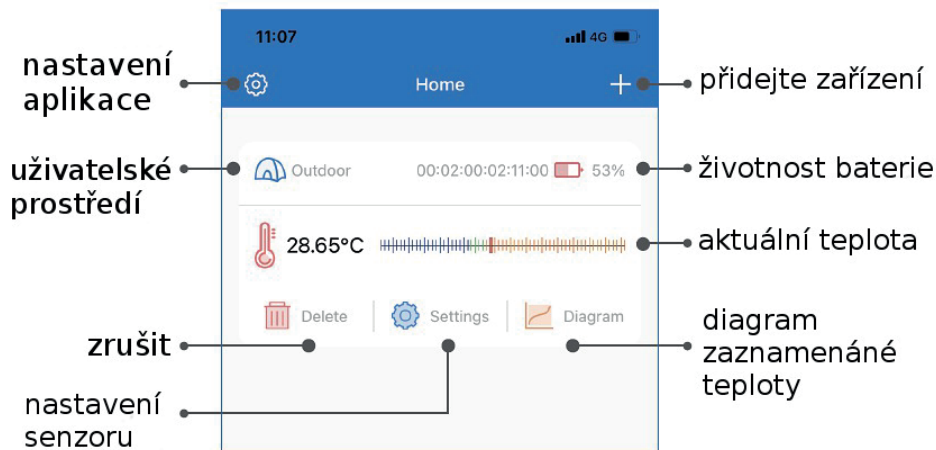 11:07
4G
nastavení
aplikace
Home
přidejte zařízení
uživatelské
prostředí
Outdoor
00:02:00:02:11:00
53%
životnost baterie
28.65°C
aktuální teplota
Delete
Settings
Diagram
zrušit
diagram
zaznamenáné
teploty
nastavení
senzoru